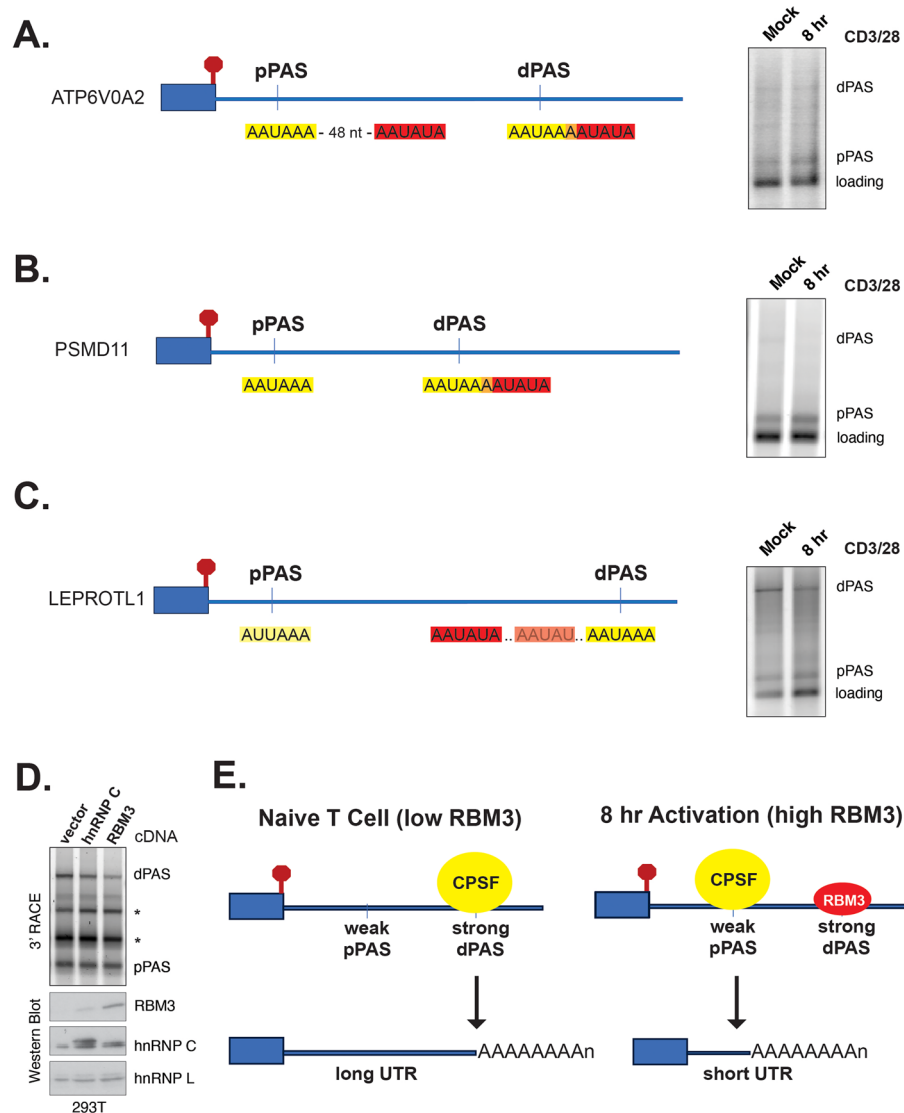 A.
ATP6V0A2
pPAS
dPAS
AAUAAA - 48 nt - AAUAUA
AAUAAAAUAUA
Mock
8 hr
CD3/28
dPAS
pPAS
loading
B.
PSMD11
pPAS
dPAS
AAUAAA
AAUAAAUAUA
Mock
8 hr
CD3/28
dPAS
pPAS
loading
C.
LEPROTL1
pPAS
dPAS
AUUAAA
AAUAUA .. AAUAU .. AAUAAA
Mock
8 hr
CD3/28
dPAS
pPAS
loading
D.
vector
hnRNP C
RBM3
cDNA
3' RACE
dPAS
*
*
pPAS
Western Blot
RBM3
hnRNP C
hnRNP L
293T
E.
Naive T Cell (low RBM3)
CPSF
weak
pPAS
strong
dPAS
AAAAAAAAn
long UTR
8 hr Activation (high RBM3)
CPSF
RBM3
weak
pPAS
strong
dPAS
AAAAAAAAn
short UTR